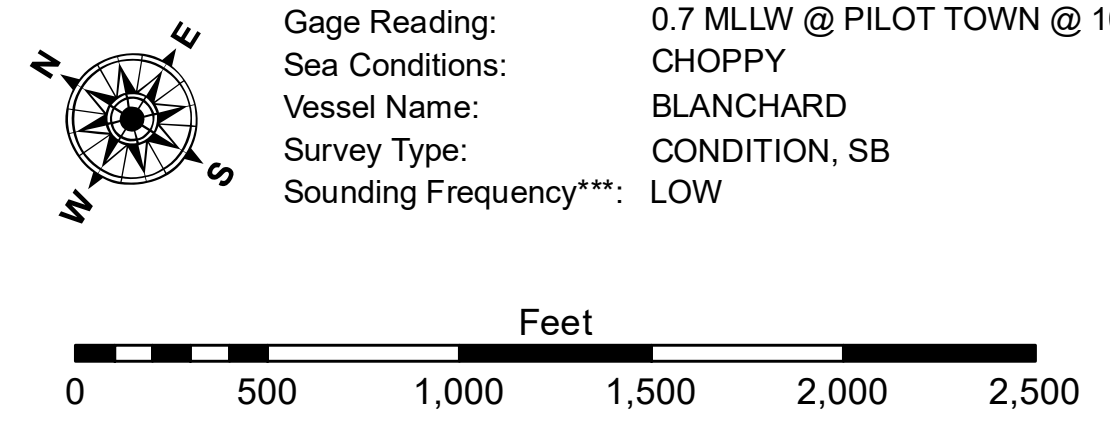 N
E
S
W
Gage Reading: 0.7 MLLW @ PILOT TOWN @
Sea Conditions: CHOPPY
Vessel Name: BLANCHARD
Survey Type: CONDITION, SB
Sounding Frequency***: LOW
Feet
0 500 1,000 1,500 2,000 2,500